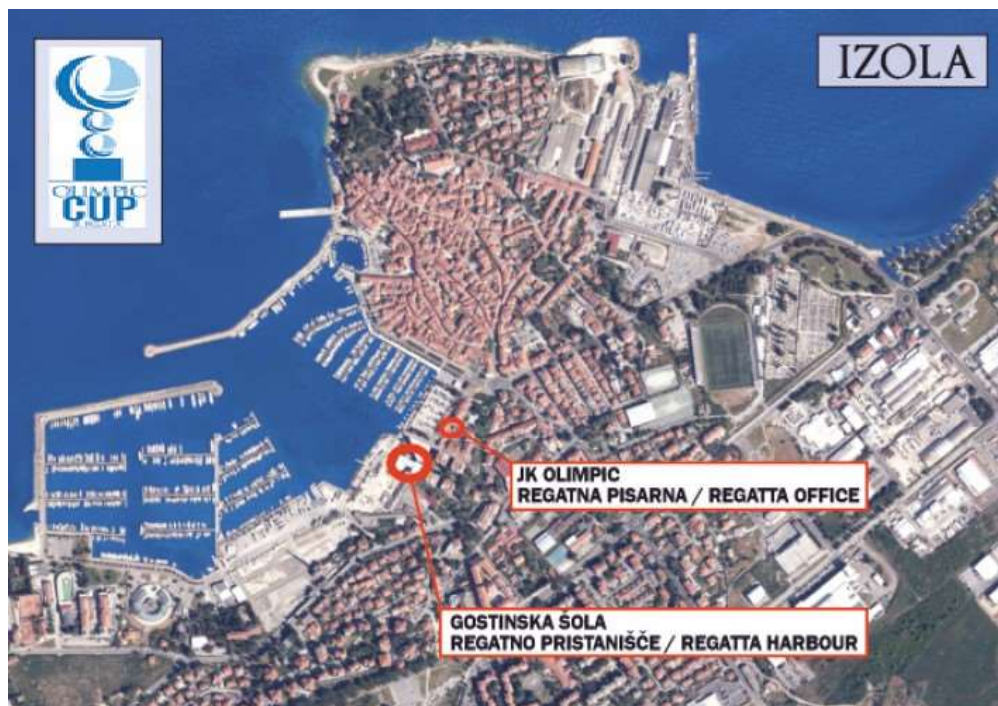 OLIMPIC
CUP
IZOLA
JK OLIMPIC
REGATNA PISARNA / REGATTA OFFICE
GOSTINSKA ŠOLA
REGATNO PRISTANIŠČE / REGATTA HARBOUR